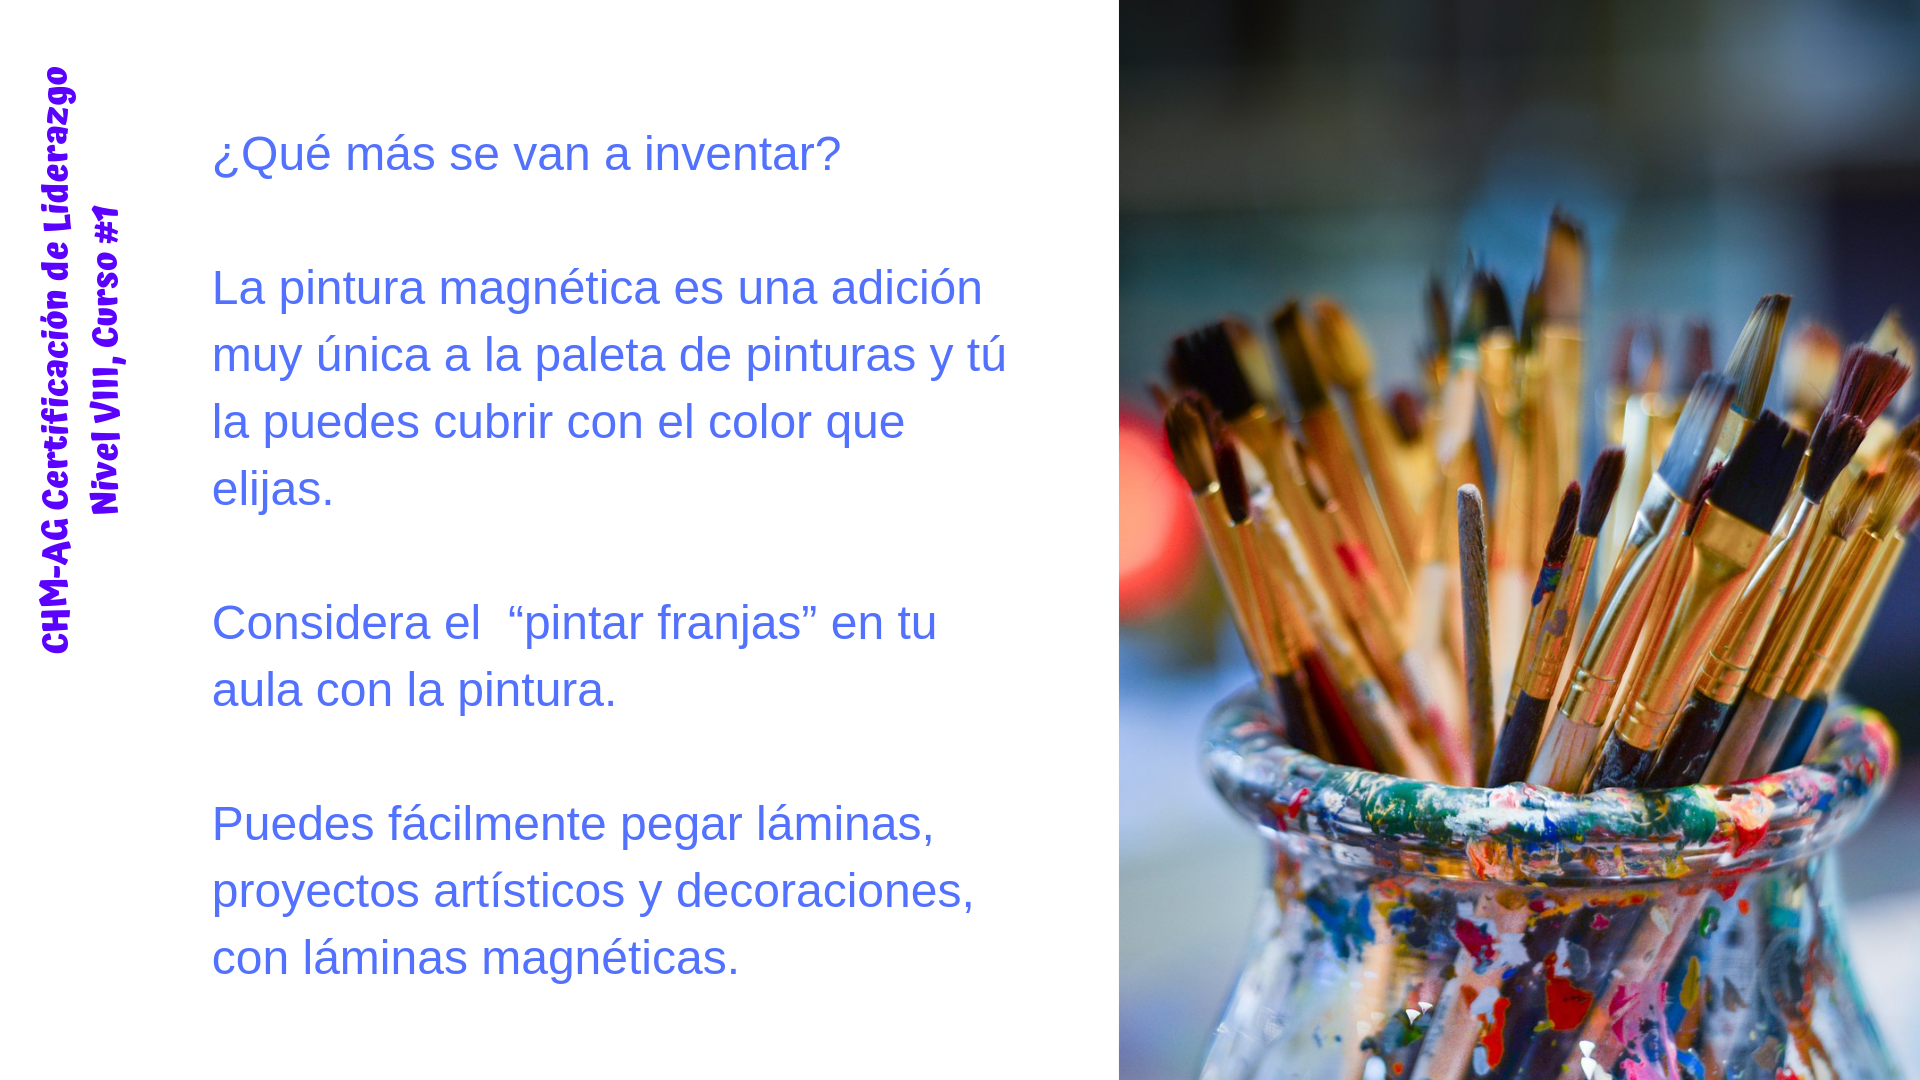 CHM-AG Certificación de Liderazgo
Nivel VIII, Curso #1
¿Qué más se van a inventar?
La pintura magnética es una adición
muy única a la paleta de pinturas y tú
la puedes cubrir con el color que
elijas.
Considera el  “pintar franjas” en tu
aula con la pintura.
Puedes fácilmente pegar láminas,
proyectos artísticos y decoraciones,
con láminas magnéticas.